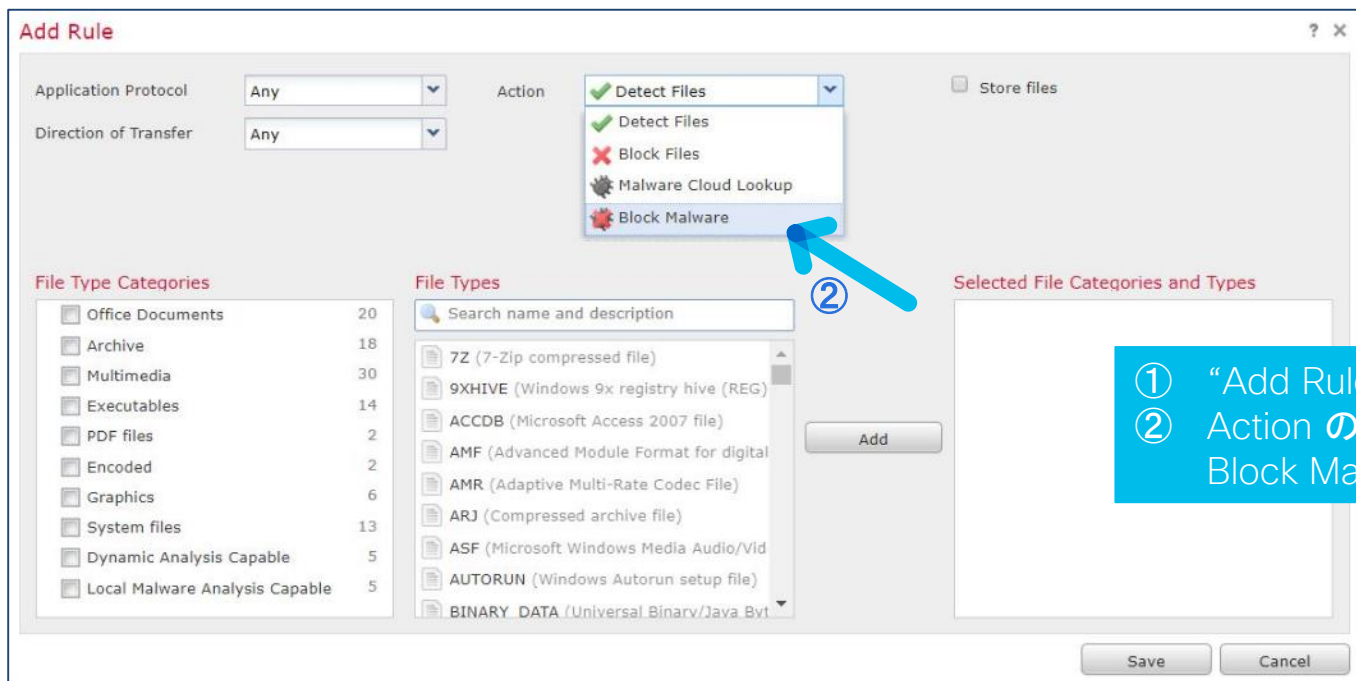 Add Rule ? ×
Application Protocol Any Action Detect Files Store files
Direction of Transfer Any
Detect Files
Block Files
Malware Cloud Lookup
Block Malware
②
File Type Categories
Office Documents 20
Archive 18
Multimedia 30
Executables 14
PDF files 2
Encoded 2
Graphics 6
System files 13
Dynamic Analysis Capable 5
Local Malware Analysis Capable 5
File Types
Search name and description
7Z (7-Zip compressed file)
9XHIVE (Windows 9x registry hive (REG)
ACCDB (Microsoft Access 2007 file)
AMF (Advanced Module Format for digital
AMR (Adaptive Multi-Rate Codec File)
ARJ (Compressed archive file)
ASF (Microsoft Windows Media Audio/Vid
AUTORUN (Windows Autorun setup file)
BINARY_DATA (Universal Binary/Java Byt
Add
Selected File Categories and Types
① “Add Rul
② Action の
Block Ma
Save Cancel